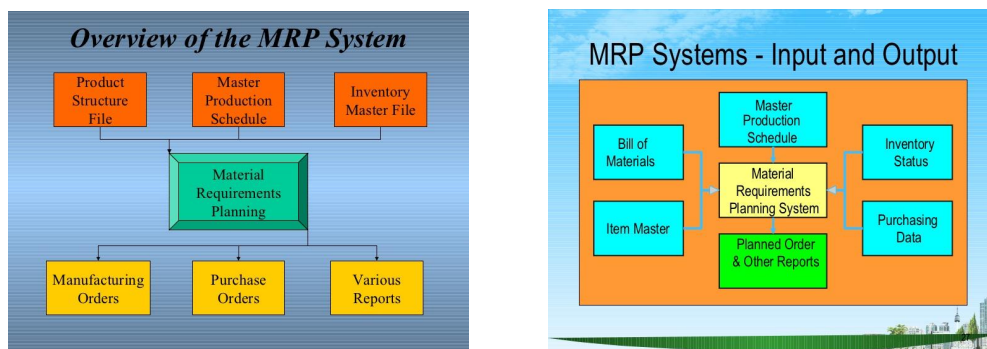 Overview of the MRP System
Product
Structure
File
Master
Production
Schedule
Inventory
Master File
Material
Requirements
Planning
Manufacturing
Orders
Purchase
Orders
Various
Reports
MRP Systems - Input and Output
Master
Production
Schedule
Bill of
Materials
Inventory
Status
Material
Requirements
Planning System
Item Master
Purchasing
Data
Planned Order
& Other Reports